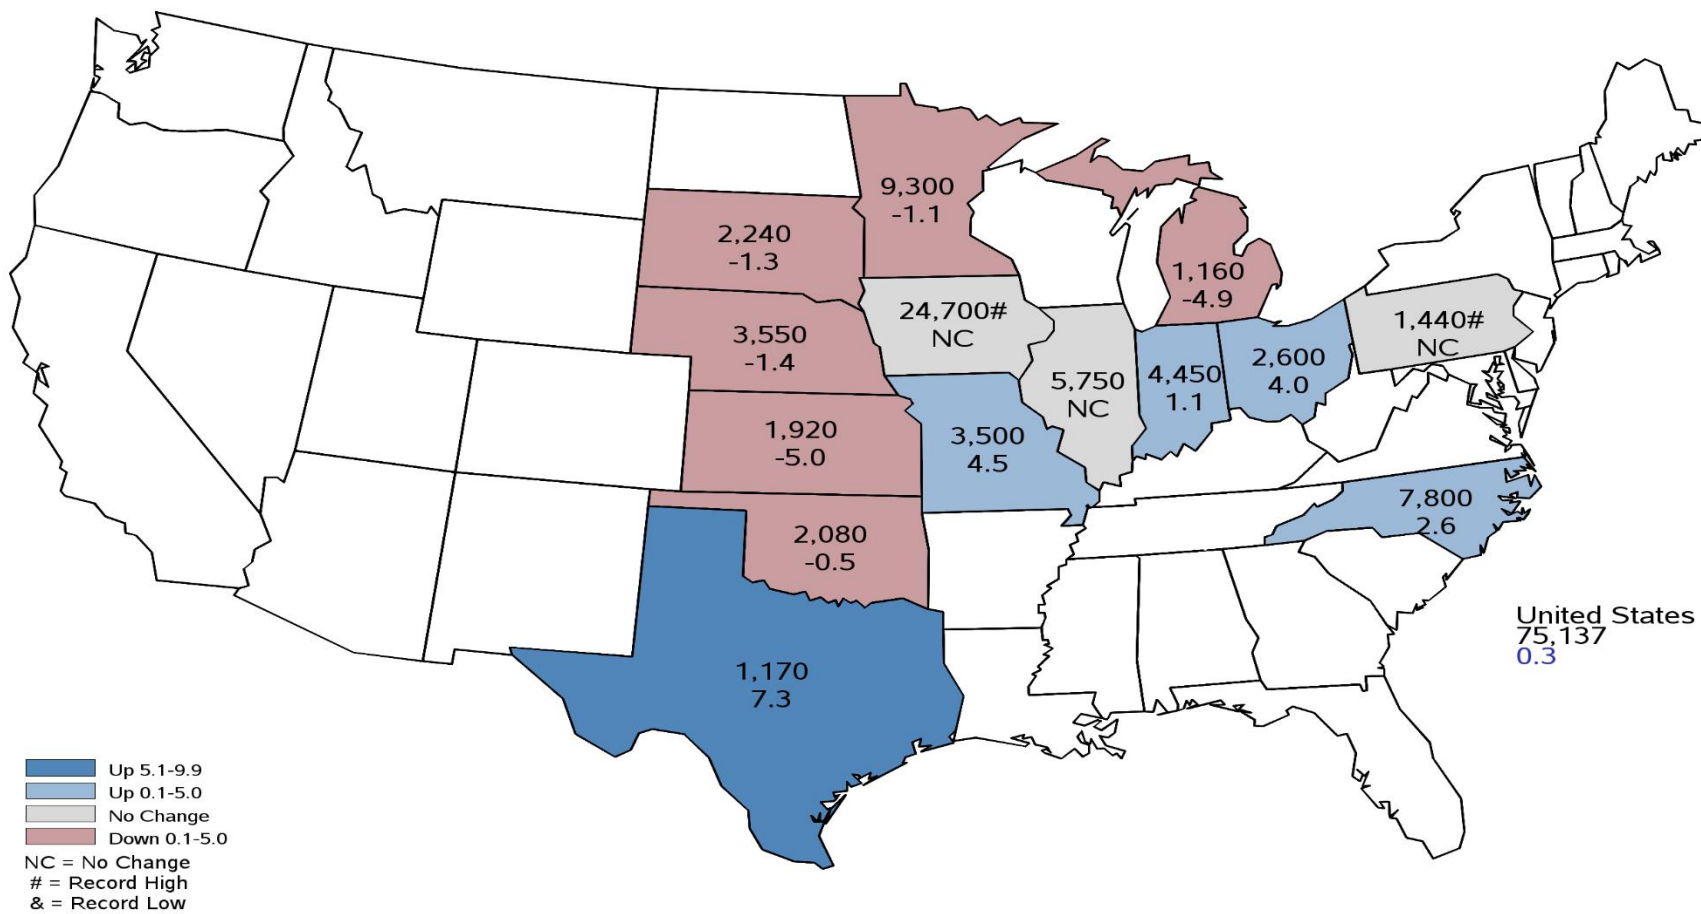 9,300
-1.1
2,240
-1.3
1,160
-4.9
24,700#
NC
1,440#
NC
3,550
-1.4
5,750
NC
4,450
1.1
2,600
4.0
1,920
-5.0
3,500
4.5
7,800
2.6
2,080
-0.5
United States
75,137
0.3
1,170
7.3
Up 5.1-9.9
Up 0.1-5.0
No Change
Down 0.1-5.0
NC = No Change
# = Record High
& = Record Low